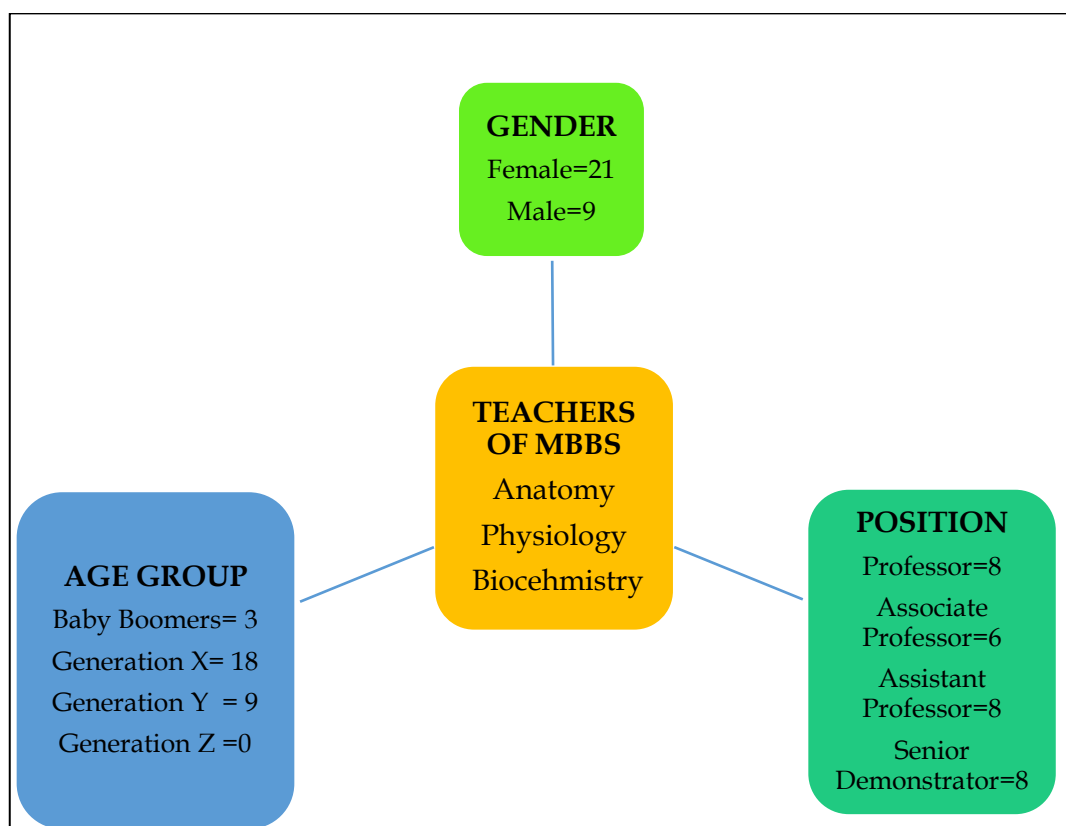 GENDER
Female=21
Male=9
TEACHERS
OF MBBS
Anatomy
Physiology
Biocehmistry
AGE GROUP
Baby Boomers= 3
Generation X= 18
Generation Y  = 9
Generation Z =0
POSITION
Professor=8
Associate
Professor=6
Assistant
Professor=8
Senior
Demonstrator=8